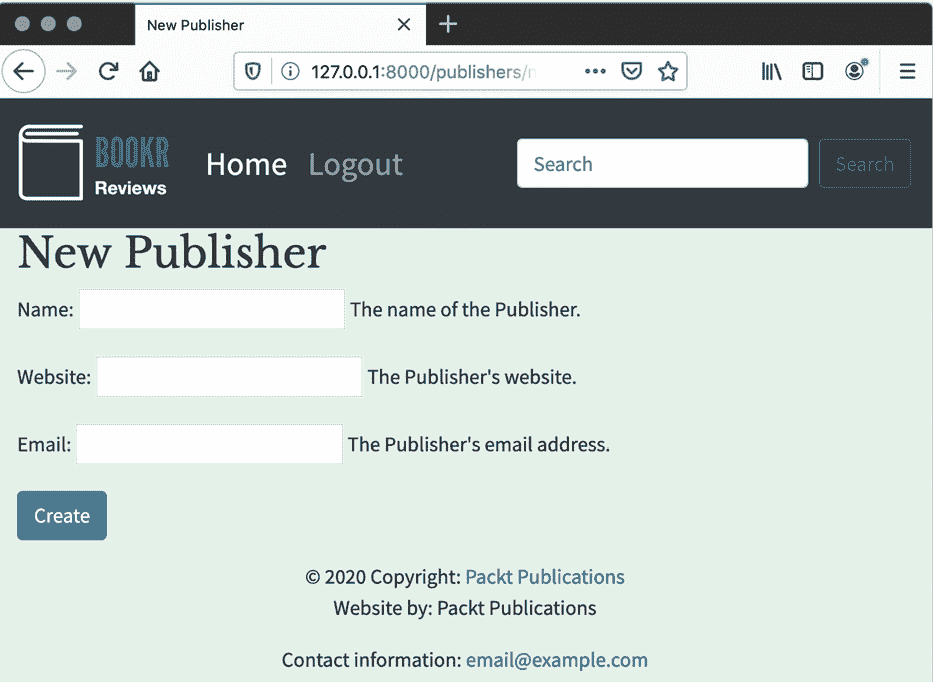 New Publisher
127.0.0.1:8000/publishers/n
BOOKR
Reviews
Home Logout
Search
Search
New Publisher
Name: The name of the Publisher.
Website: The Publisher's website.
Email: The Publisher's email address.
Create
© 2020 Copyright: Packt Publications
Website by: Packt Publications
Contact information: email@example.com